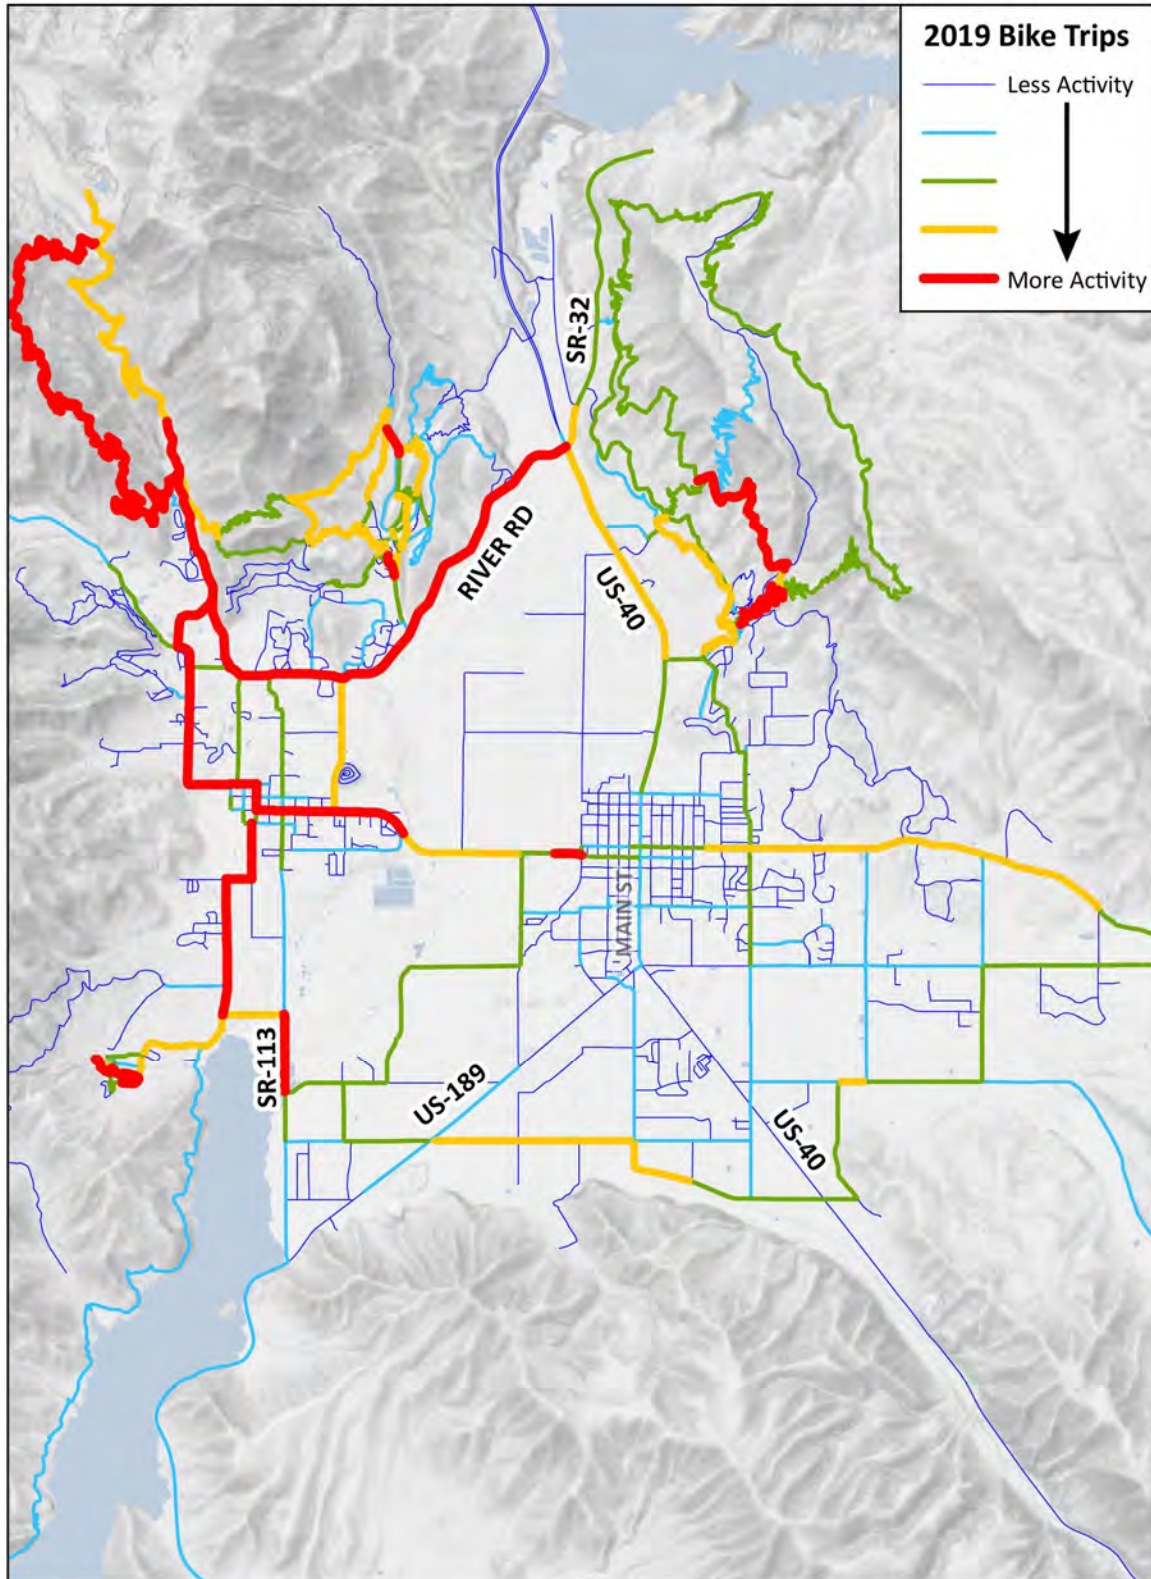 2019 Bike Trips
Less Activity
More Activity
SR-32
RIVER RD
US-40
MAIN ST
SR-113
US-189
US-40